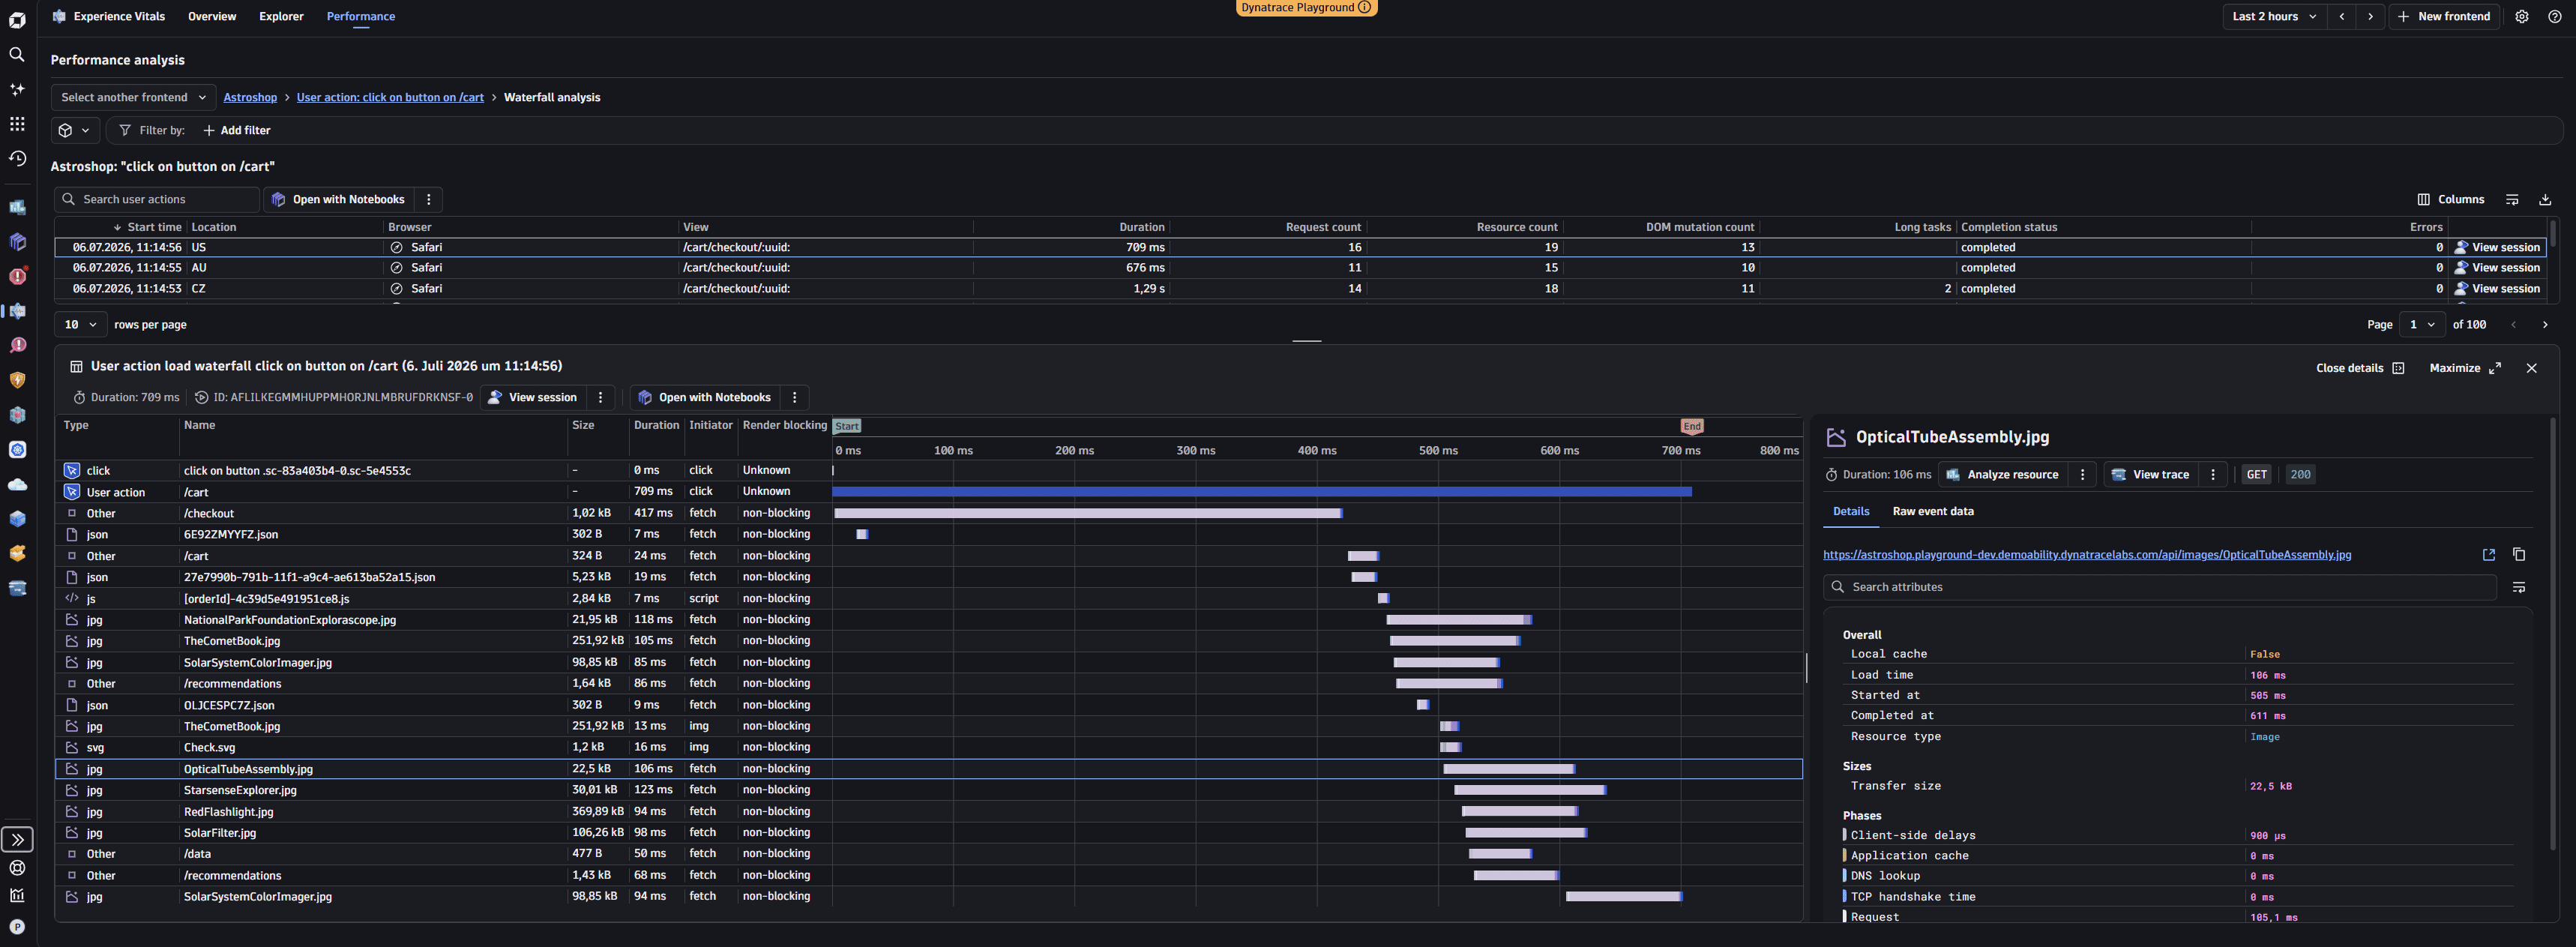 Experience Vitals Overview Explorer Performance Dynatrace Playground Last 2 hours New frontend
Performance analysis
Select another frontend Astroshop > User action: click on button on /cart > Waterfall analysis
Filter by: Add filter
Astroshop: "click on button on /cart"
Search user actions Open with Notebooks Columns
Start time Location Browser View Duration Request count Resource count DOM mutation count Long tasks Completion status Errors
06.07.2026, 11:14:56 US Safari /cart/checkout/:uuid: 709 ms 16 19 13 completed 0 View session
06.07.2026, 11:14:55 AU Safari /cart/checkout/:uuid: 676 ms 11 15 10 completed 0 View session
06.07.2026, 11:14:53 CZ Safari /cart/checkout/:uuid: 1,29 s 14 18 11 2 completed 0 View session
10 rows per page Page 1 of 100
User action load waterfall click on button on /cart (6. Juli 2026 um 11:14:56) Close details Maximize
Duration: 709 ms ID: AFLILKEGMMHUPPMHORJNLMBRUFDRKNSF-0 View session Open with Notebooks
Type Name Size Duration Initiator Render blocking Start End
0 ms 100 ms 200 ms 300 ms 400 ms 500 ms 600 ms 700 ms 800 ms
click click on button .sc-83a403b4-0.sc-5e4553c - 0 ms click Unknown
User action /cart - 709 ms click Unknown
Other /checkout 1,02 kB 417 ms fetch non-blocking
json 6E92ZMYYFZ.json 302 B 7 ms fetch non-blocking
Other /cart 324 B 24 ms fetch non-blocking
json 27e7990b-791b-11f1-a9c4-ae613ba52a15.json 5,23 kB 19 ms fetch non-blocking
js [orderId]-4c39d5e491951ce8.js 2,84 kB 7 ms script non-blocking
jpg NationalParkFoundationExplorascope.jpg 21,95 kB 118 ms fetch non-blocking
jpg TheCometBook.jpg 251,92 kB 105 ms fetch non-blocking
jpg SolarSystemColorImager.jpg 98,85 kB 85 ms fetch non-blocking
Other /recommendations 1,64 kB 86 ms fetch non-blocking
json OLJCESPC7Z.json 302 B 9 ms fetch non-blocking
jpg TheCometBook.jpg 251,92 kB 13 ms img non-blocking
svg Check.svg 1,2 kB 16 ms img non-blocking
jpg OpticalTubeAssembly.jpg 22,5 kB 106 ms fetch non-blocking
jpg StarsenseExplorer.jpg 30,01 kB 123 ms fetch non-blocking
jpg RedFlashlight.jpg 369,89 kB 94 ms fetch non-blocking
jpg SolarFilter.jpg 106,26 kB 98 ms fetch non-blocking
Other /data 477 B 50 ms fetch non-blocking
Other /recommendations 1,43 kB 68 ms fetch non-blocking
jpg SolarSystemColorImager.jpg 98,85 kB 94 ms fetch non-blocking
OpticalTubeAssembly.jpg
Duration: 106 ms Analyze resource View trace GET 200
Details Raw event data
https://astroshop.playground-dev.demoability.dynatracelabs.com/api/images/OpticalTubeAssembly.jpg
Search attributes
Overall
Local cache False
Load time 106 ms
Started at 505 ms
Completed at 611 ms
Resource type Image
Sizes
Transfer size 22,5 kB
Phases
Client-side delays 900 µs
Application cache 0 ms
DNS lookup 0 ms
TCP handshake time 0 ms
Request 105,1 ms
P